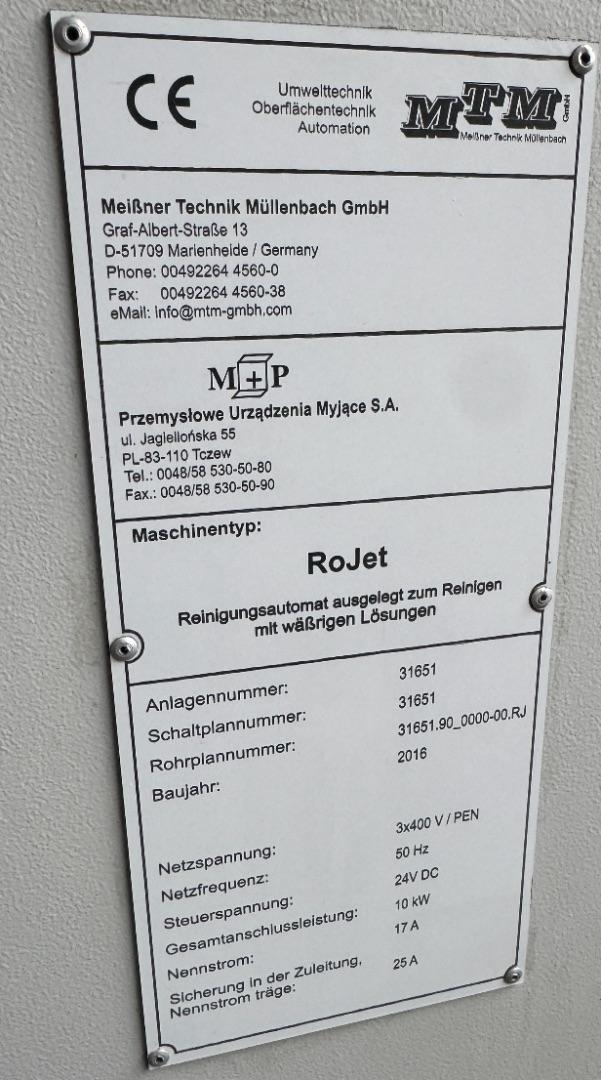 CE
Umwelttechnik
Oberflächentechnik
Automation
MTM GmbH
Meißner Technik Müllenbach
Meißner Technik Müllenbach GmbH
Graf-Albert-Straße 13
D-51709 Marienheide / Germany
Phone: 00492264 4560-0
Fax: 00492264 4560-38
eMail: Info@mtm-gmbh.com
M+P
Przemysłowe Urządzenia Myjące S.A.
ul. Jagiellońska 55
PL-83-110 Tczew
Tel.: 0048/58 530-50-80
Fax.: 0048/58 530-50-90
Maschinentyp:
RoJet
Reinigungsautomat ausgelegt zum Reinigen
mit wäßrigen Lösungen
Anlagennummer: 31651
Schaltplannummer: 31651
Rohrplannummer: 31651.90_0000-00.RJ
Baujahr: 2016
Netzspannung: 3x400 V / PEN
Netzfrequenz: 50 Hz
Steuerspannung: 24V DC
Gesamtanschlussleistung: 10 kW
Nennstrom: 17 A
Sicherung in der Zuleitung, 25 A
Nennstrom träge: